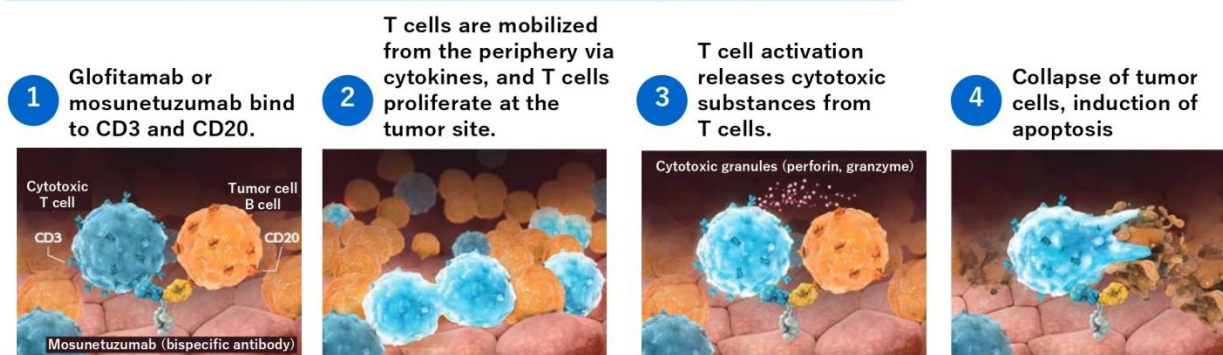 1
Glofitamab or
mosunetuzumab bind
to CD3 and CD20.
2
T cells are mobilized
from the periphery via
cytokines, and T cells
proliferate at the
tumor site.
3
T cell activation
releases cytotoxic
substances from
T cells.
4
Collapse of tumor
cells, induction of
apoptosis
Cytotoxic
T cell
Tumor cell
B cell
CD3
CD20
Mosunetuzumab (bispecific antibody)
Cytotoxic granules (perforin, granzyme)